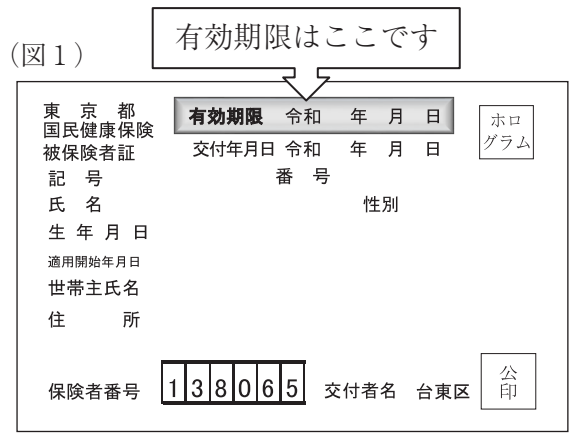 有効期限はここです
(図1)
東京都
国民健康保険
被保険者証
有効期限 令和 年 月 日
交付年月日 令和 年 月 日
ホロ
グラム
記号 番号
氏名 性別
生年月日
適用開始年月日
世帯主氏名
住所
保険者番号 138065 交付者名 台東区
公
印